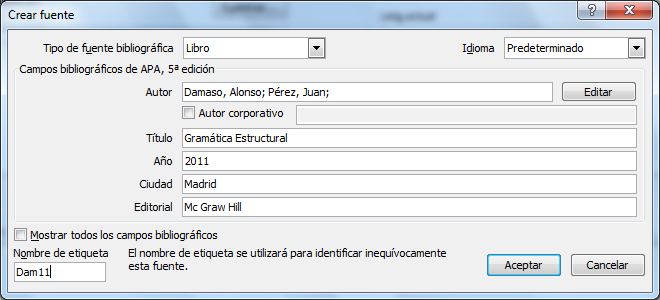 Crear fuente
Tipo de fuente bibliográfica Libro Idioma Predeterminado
Campos bibliográficos de APA, 5ª edición
Autor Damaso, Alonso; Pérez, Juan; Editar
Autor corporativo
Título Gramática Estructural
Año 2011
Ciudad Madrid
Editorial Mc Graw Hill
Mostrar todos los campos bibliográficos
Nombre de etiqueta El nombre de etiqueta se utilizará para identificar inequívocamente
esta fuente.
Dam11 Aceptar Cancelar